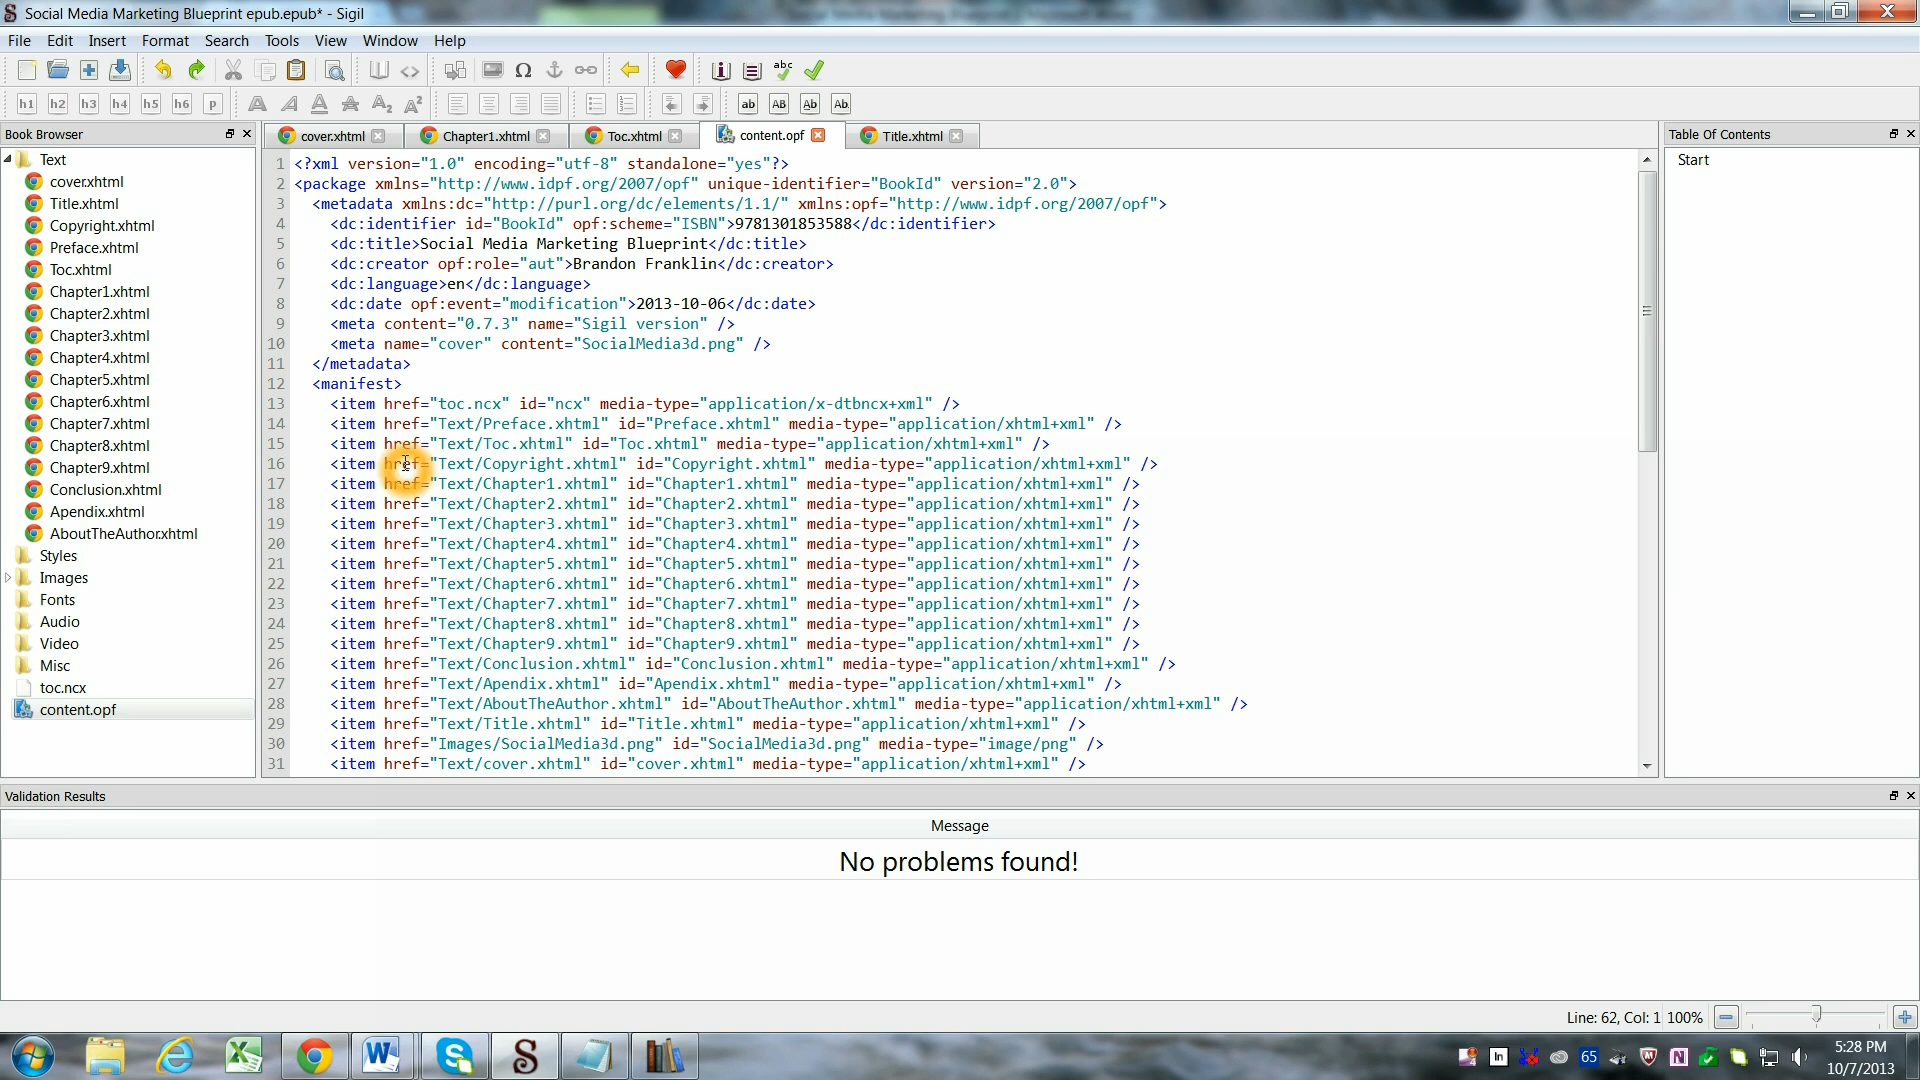 Social Media Marketing Blueprint epub.epub* - Sigil
File Edit Insert Format Search Tools View Window Help
h1 h2 h3 h4 h5 h6 p
Book Browser
Text
cover.xhtml
Title.xhtml
Copyright.xhtml
Preface.xhtml
Toc.xhtml
Chapter1.xhtml
Chapter2.xhtml
Chapter3.xhtml
Chapter4.xhtml
Chapter5.xhtml
Chapter6.xhtml
Chapter7.xhtml
Chapter8.xhtml
Chapter9.xhtml
Conclusion.xhtml
Apendix.xhtml
AboutTheAuthor.xhtml
Styles
Images
Fonts
Audio
Video
Misc
toc.ncx
content.opf
cover.xhtml Chapter1.xhtml Toc.xhtml content.opf Title.xhtml
1 <?xml version="1.0" encoding="utf-8" standalone="yes"?>
2 <package xmlns="http://www.idpf.org/2007/opf" unique-identifier="BookId" version="2.0">
3 <metadata xmlns:dc="http://purl.org/dc/elements/1.1/" xmlns:opf="http://www.idpf.org/2007/opf">
4 <dc:identifier id="BookId" opf:scheme="ISBN">9781301853588</dc:identifier>
5 <dc:title>Social Media Marketing Blueprint</dc:title>
6 <dc:creator opf:role="aut">Brandon Franklin</dc:creator>
7 <dc:language>en</dc:language>
8 <dc:date opf:event="modification">2013-10-06</dc:date>
9 <meta content="0.7.3" name="Sigil version" />
10 <meta name="cover" content="SocialMedia3d.png" />
11 </metadata>
12 <manifest>
13 <item href="toc.ncx" id="ncx" media-type="application/x-dtbncx+xml" />
14 <item href="Text/Preface.xhtml" id="Preface.xhtml" media-type="application/xhtml+xml" />
15 <item href="Text/Toc.xhtml" id="Toc.xhtml" media-type="application/xhtml+xml" />
16 <item href="Text/Copyright.xhtml" id="Copyright.xhtml" media-type="application/xhtml+xml" />
17 <item href="Text/Chapter1.xhtml" id="Chapter1.xhtml" media-type="application/xhtml+xml" />
18 <item href="Text/Chapter2.xhtml" id="Chapter2.xhtml" media-type="application/xhtml+xml" />
19 <item href="Text/Chapter3.xhtml" id="Chapter3.xhtml" media-type="application/xhtml+xml" />
20 <item href="Text/Chapter4.xhtml" id="Chapter4.xhtml" media-type="application/xhtml+xml" />
21 <item href="Text/Chapter5.xhtml" id="Chapter5.xhtml" media-type="application/xhtml+xml" />
22 <item href="Text/Chapter6.xhtml" id="Chapter6.xhtml" media-type="application/xhtml+xml" />
23 <item href="Text/Chapter7.xhtml" id="Chapter7.xhtml" media-type="application/xhtml+xml" />
24 <item href="Text/Chapter8.xhtml" id="Chapter8.xhtml" media-type="application/xhtml+xml" />
25 <item href="Text/Chapter9.xhtml" id="Chapter9.xhtml" media-type="application/xhtml+xml" />
26 <item href="Text/Conclusion.xhtml" id="Conclusion.xhtml" media-type="application/xhtml+xml" />
27 <item href="Text/Apendix.xhtml" id="Apendix.xhtml" media-type="application/xhtml+xml" />
28 <item href="Text/AboutTheAuthor.xhtml" id="AboutTheAuthor.xhtml" media-type="application/xhtml+xml" />
29 <item href="Text/Title.xhtml" id="Title.xhtml" media-type="application/xhtml+xml" />
30 <item href="Images/SocialMedia3d.png" id="SocialMedia3d.png" media-type="image/png" />
31 <item href="Text/cover.xhtml" id="cover.xhtml" media-type="application/xhtml+xml" />
Table Of Contents
Start
Validation Results
Message
No problems found!
Line: 62, Col: 1 100%
65
5:28 PM
10/7/2013